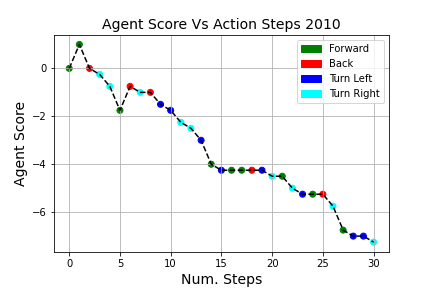 Agent Score Vs Action Steps 2010
Forward
Back
Turn Left
Turn Right
Agent Score
0
−2
−4
−6
0 5 10 15 20 25 30
Num. Steps